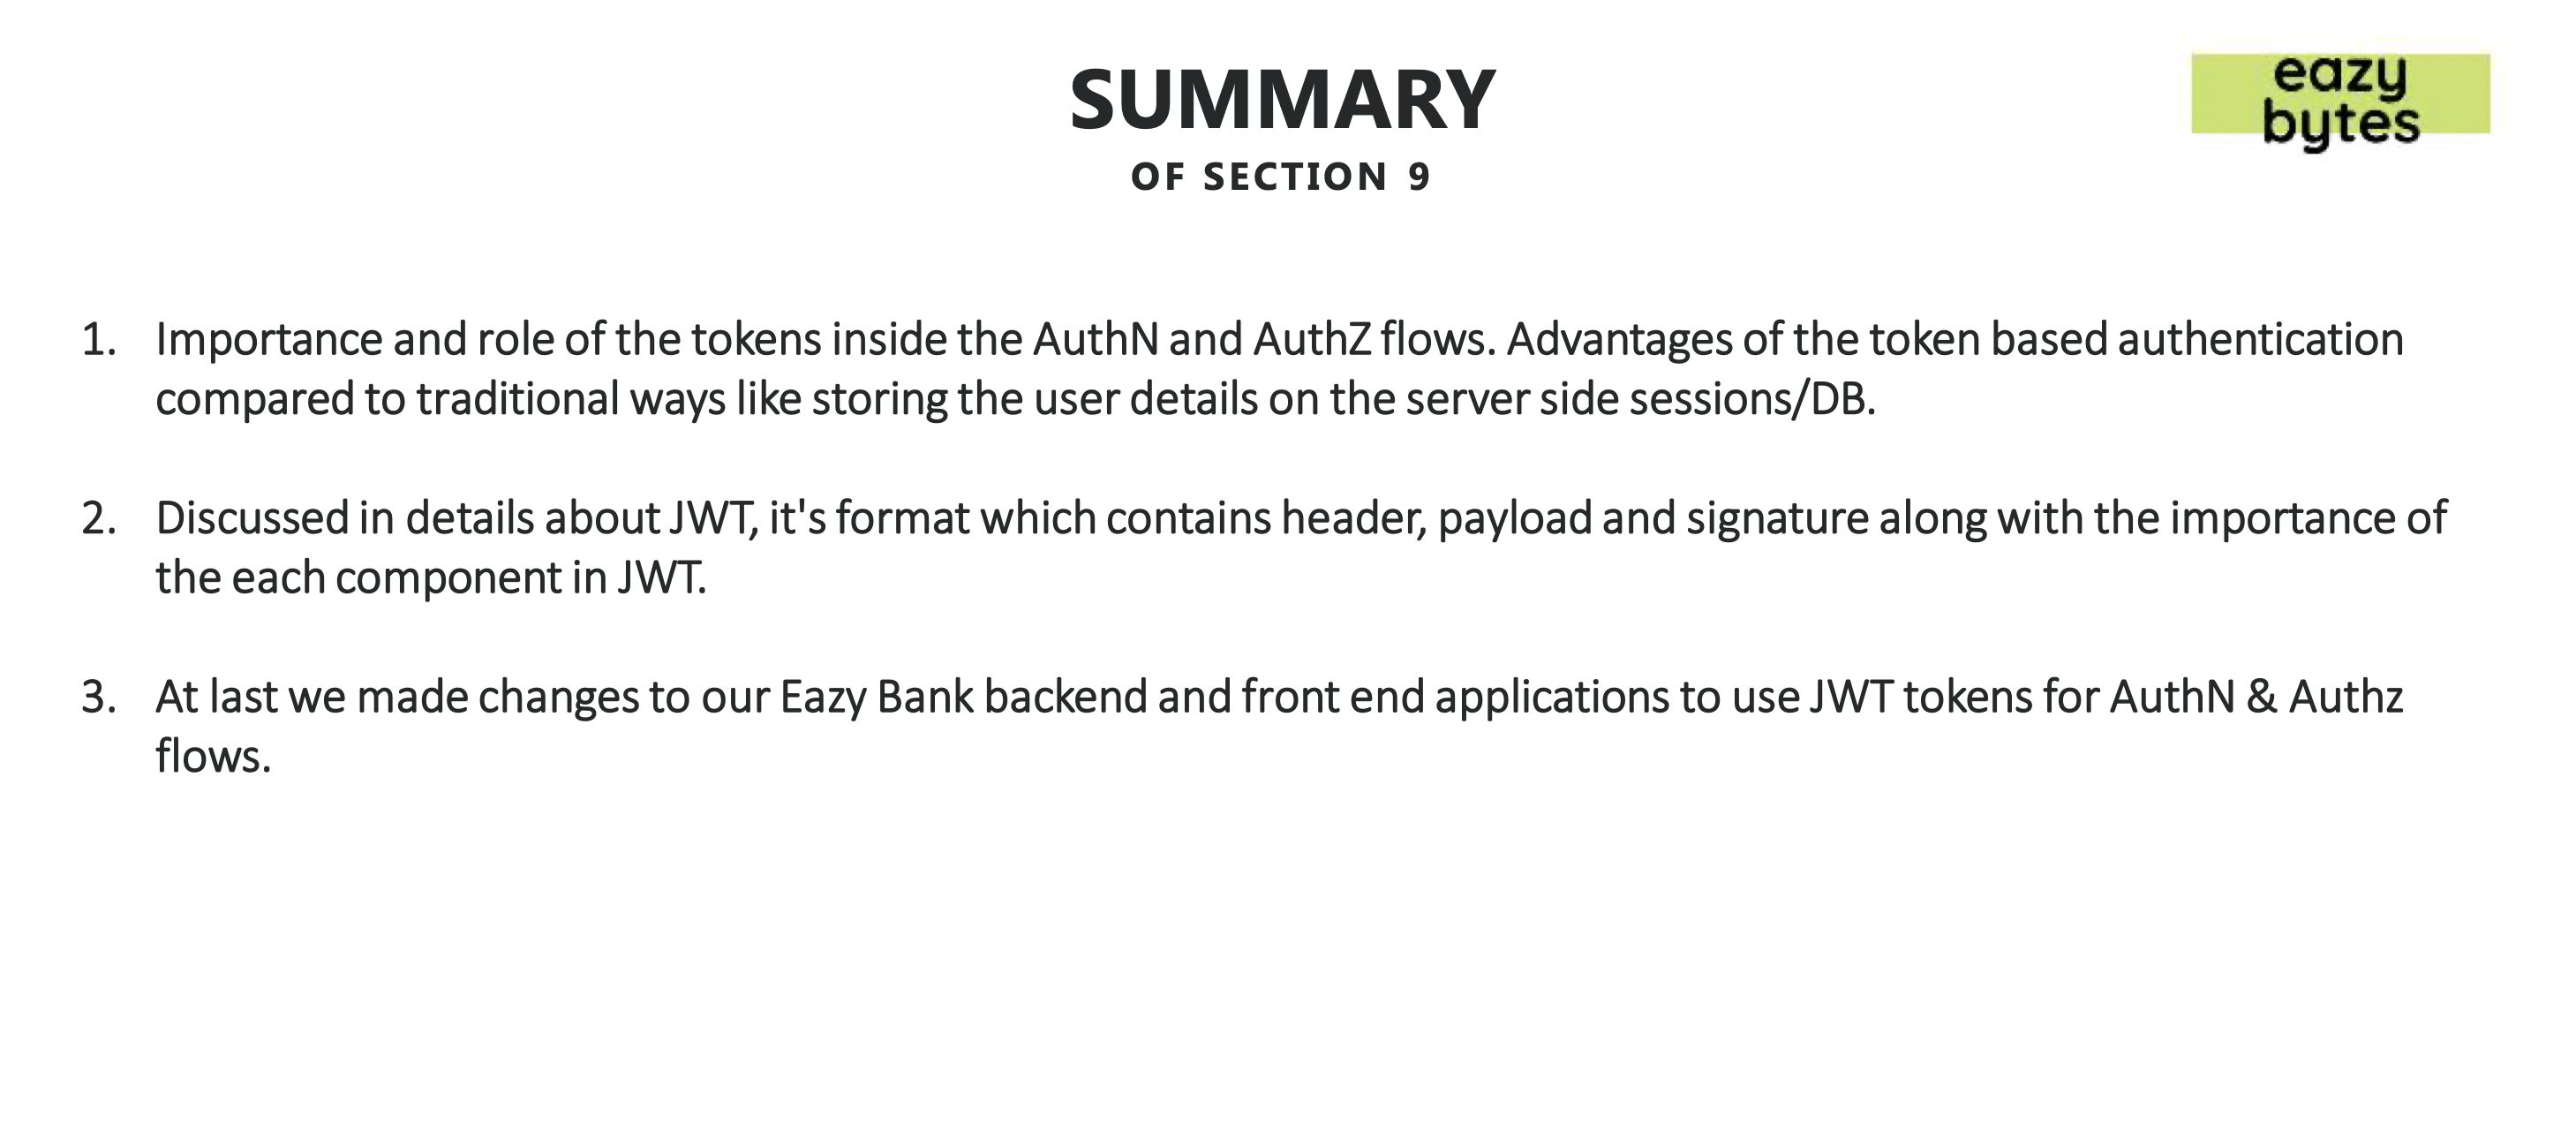 SUMMARY
OF SECTION 9
eazy
bytes
1. Importance and role of the tokens inside the AuthN and AuthZ flows. Advantages of the token based authentication
compared to traditional ways like storing the user details on the server side sessions/DB.
2. Discussed in details about JWT, it's format which contains header, payload and signature along with the importance of
the each component in JWT.
3. At last we made changes to our Eazy Bank backend and front end applications to use JWT tokens for AuthN & Authz
flows.